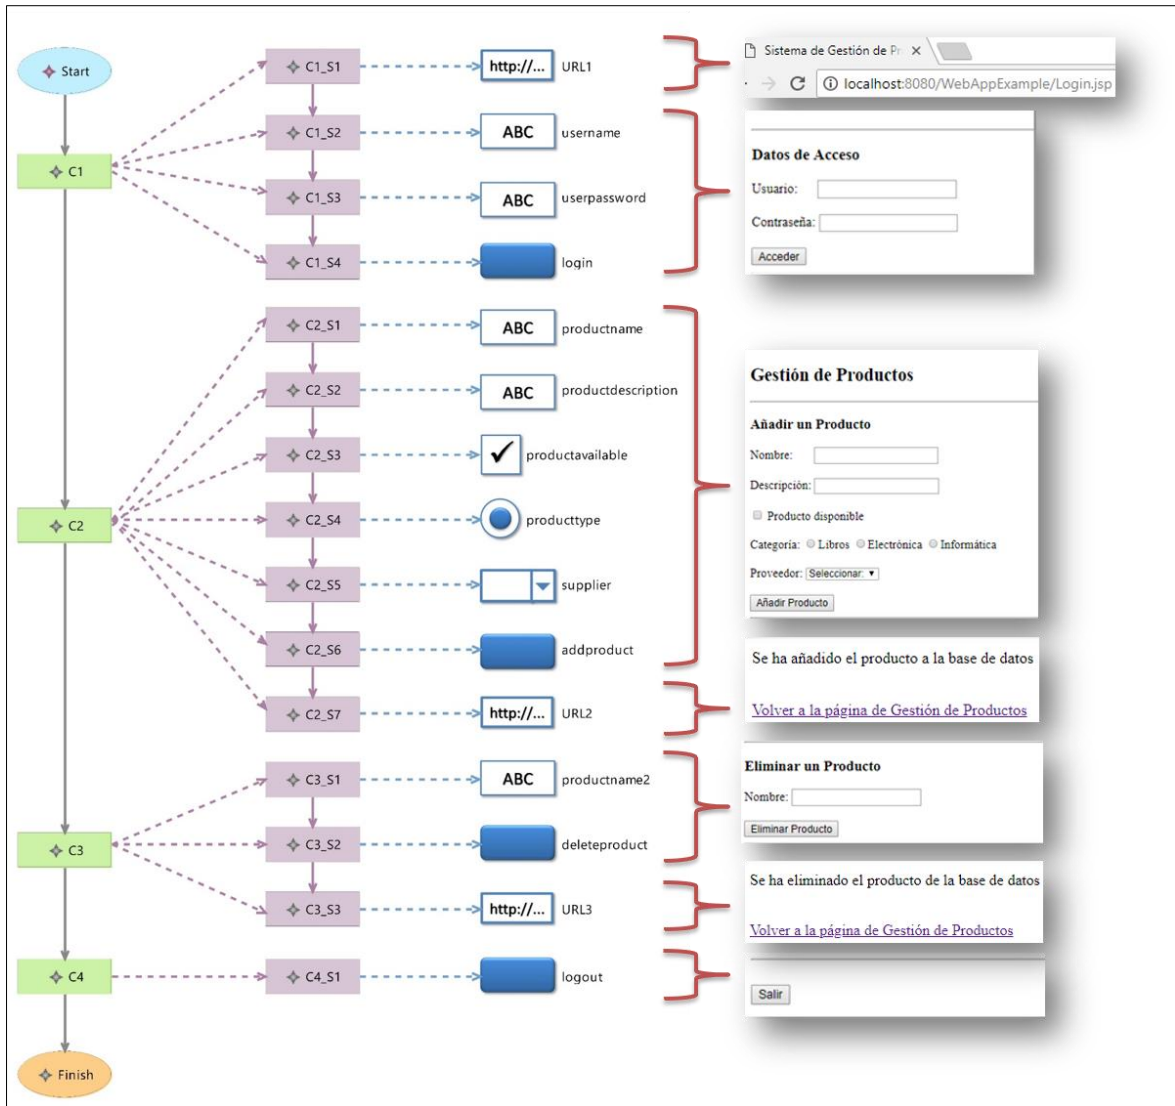 Start
C1
C2
C3
C4
Finish
C1_S1
http://... URL1
C1_S2
ABC username
C1_S3
ABC userpassword
C1_S4
login
C2_S1
ABC productname
C2_S2
ABC productdescription
C2_S3
productavailable
C2_S4
producttype
C2_S5
supplier
C2_S6
addproduct
C2_S7
http://... URL2
C3_S1
ABC productname2
C3_S2
deleteproduct
C3_S3
http://... URL3
C4_S1
logout
Sistema de Gestión de Pr
localhost:8080/WebAppExample/Login.jsp
Datos de Acceso
Usuario:
Contraseña:
Acceder
Gestión de Productos
Añadir un Producto
Nombre:
Descripción:
Producto disponible
Categoría: Libros Electrónica Informática
Proveedor: Seleccionar:
Añadir Producto
Se ha añadido el producto a la base de datos
Volver a la página de Gestión de Productos
Eliminar un Producto
Nombre:
Eliminar Producto
Se ha eliminado el producto de la base de datos
Volver a la página de Gestión de Productos
Salir